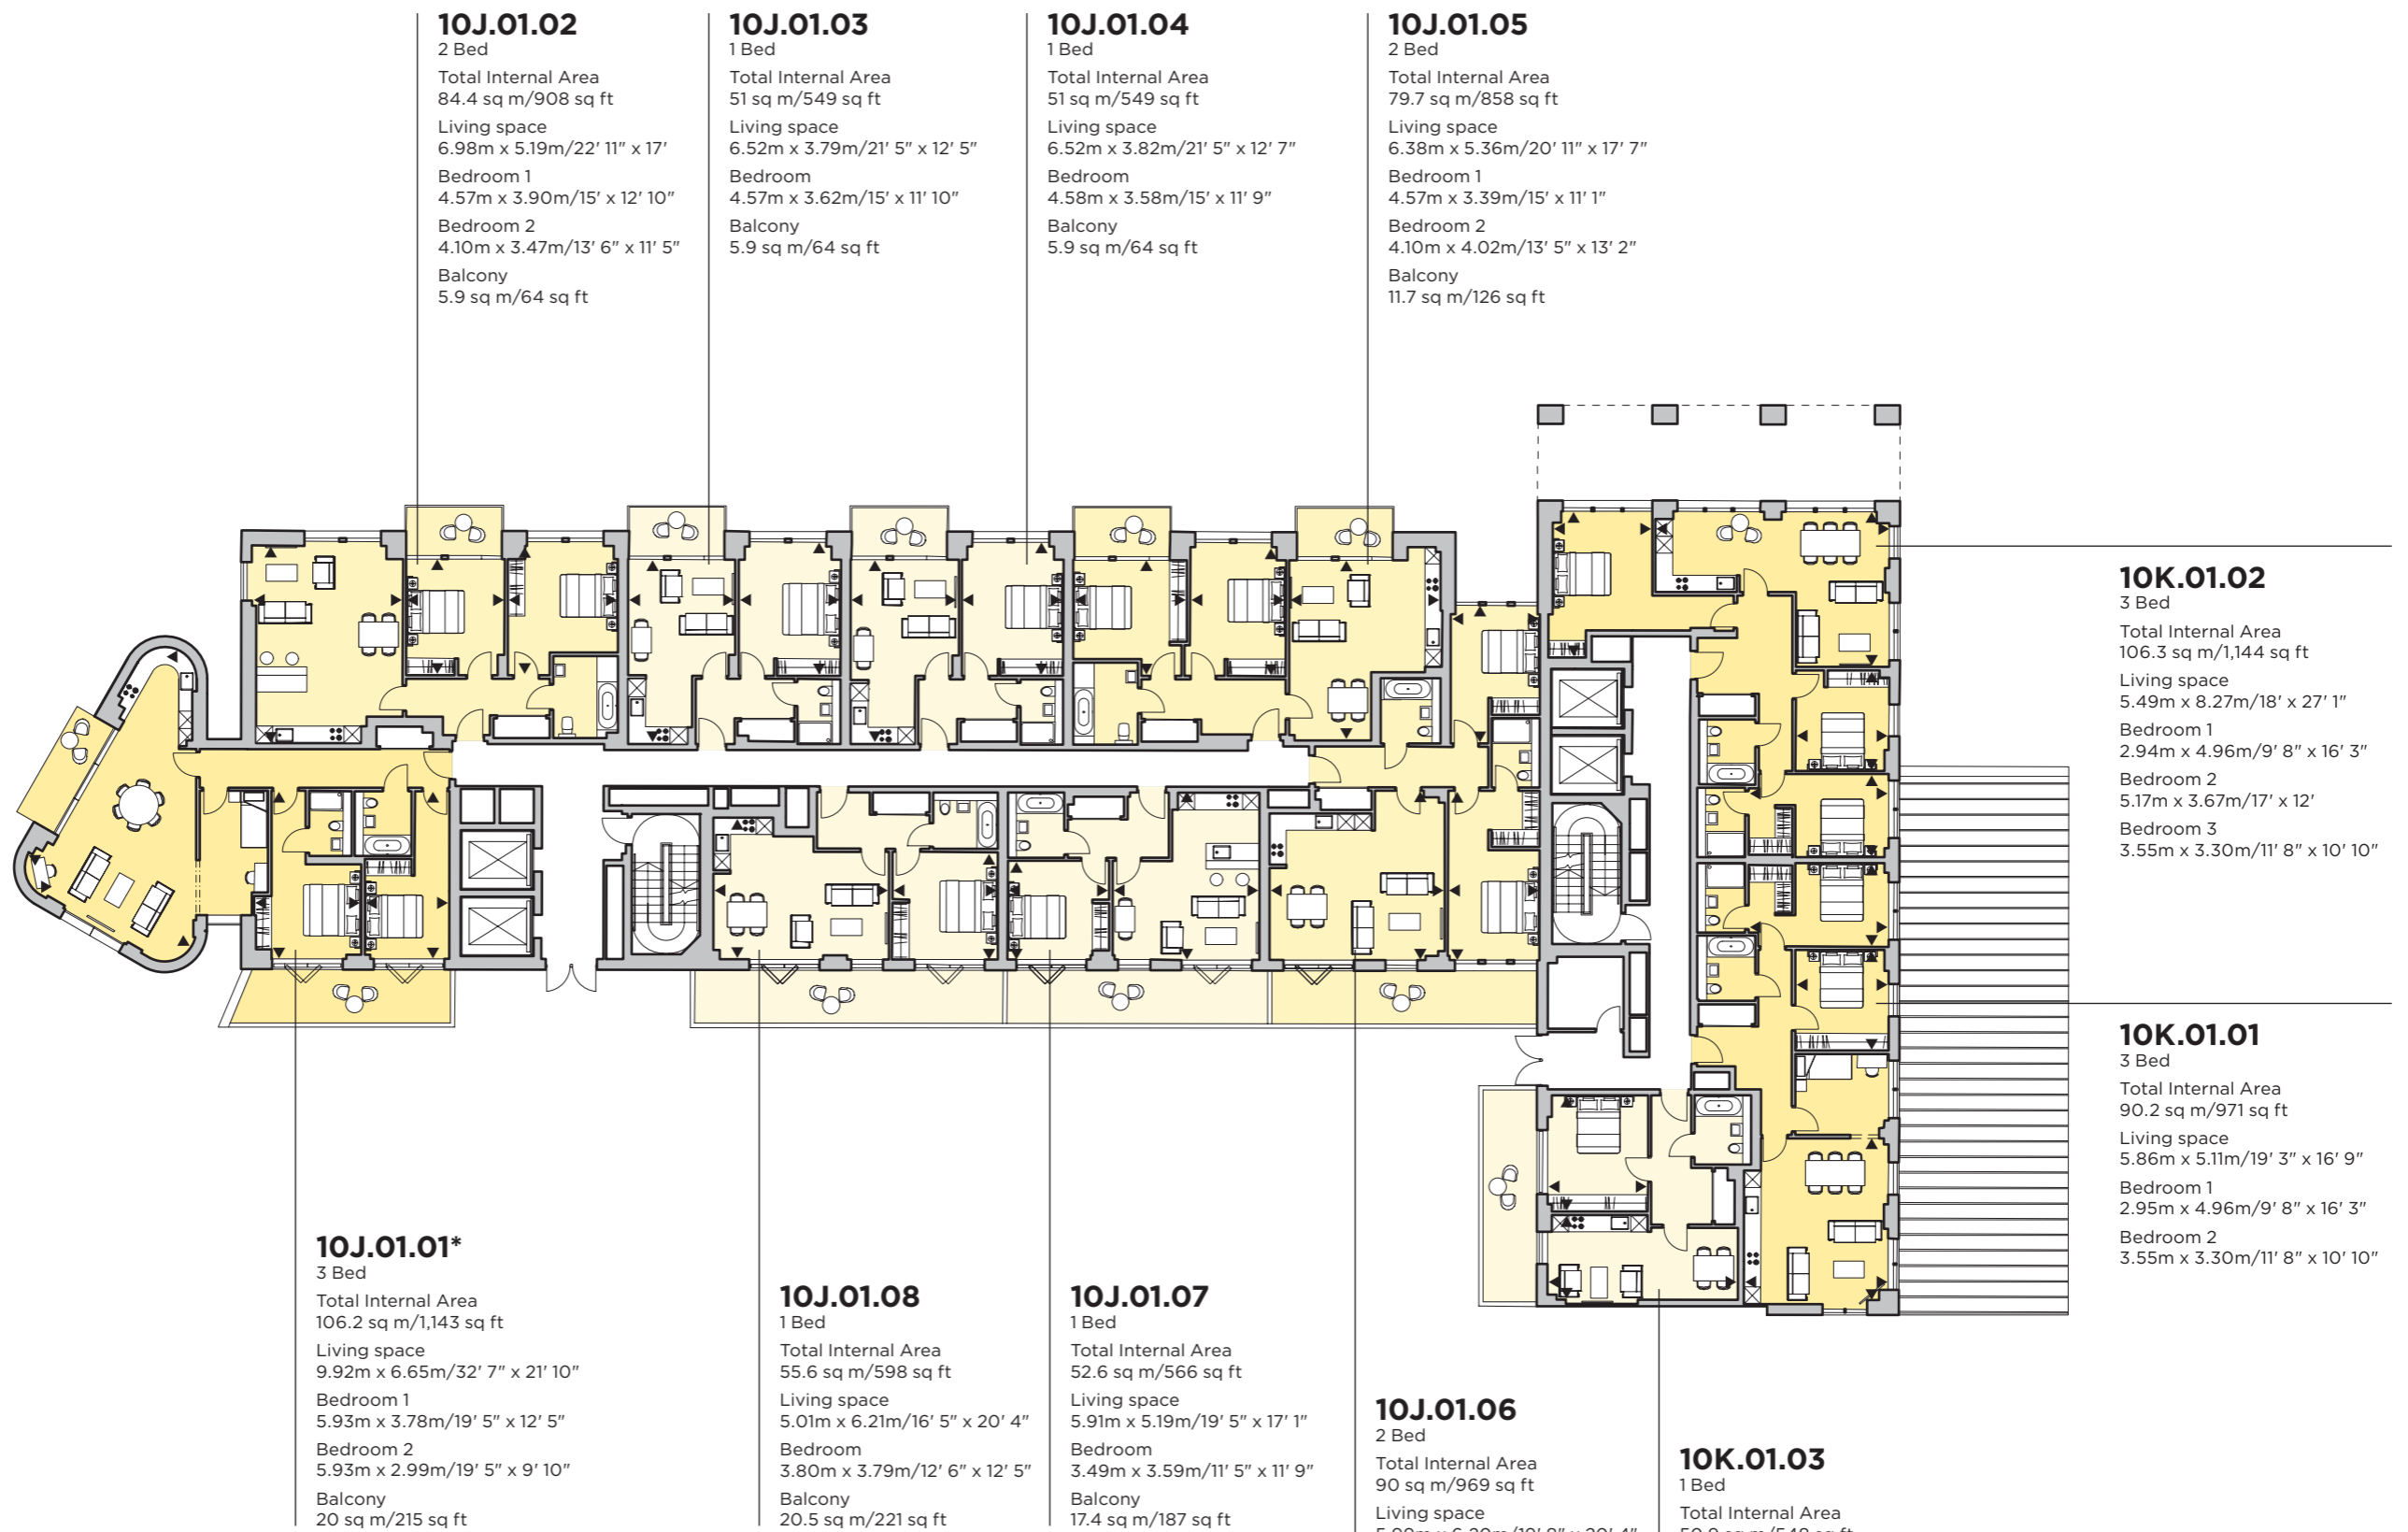 10J.01.02
2 Bed
Total Internal Area
84.4 sq m/908 sq ft
Living space
6.98m x 5.19m/22' 11" x 17'
Bedroom 1
4.57m x 3.90m/15' x 12' 10"
Bedroom 2
4.10m x 3.47m/13' 6" x 11' 5"
Balcony
5.9 sq m/64 sq ft
10J.01.03
1 Bed
Total Internal Area
51 sq m/549 sq ft
Living space
6.52m x 3.79m/21' 5" x 12' 5"
Bedroom
4.57m x 3.62m/15' x 11' 10"
Balcony
5.9 sq m/64 sq ft
10J.01.04
1 Bed
Total Internal Area
51 sq m/549 sq ft
Living space
6.52m x 3.82m/21' 5" x 12' 7"
Bedroom
4.58m x 3.58m/15' x 11' 9"
Balcony
5.9 sq m/64 sq ft
10J.01.05
2 Bed
Total Internal Area
79.7 sq m/858 sq ft
Living space
6.38m x 5.36m/20' 11" x 17' 7"
Bedroom 1
4.57m x 3.39m/15' x 11' 1"
Bedroom 2
4.10m x 4.02m/13' 5" x 13' 2"
Balcony
11.7 sq m/126 sq ft
10K.01.02
3 Bed
Total Internal Area
106.3 sq m/1,144 sq ft
Living space
5.49m x 8.27m/18' x 27' 1"
Bedroom 1
2.94m x 4.96m/9' 8" x 16' 3"
Bedroom 2
5.17m x 3.67m/17' x 12'
Bedroom 3
3.55m x 3.30m/11' 8" x 10' 10"
10K.01.01
3 Bed
Total Internal Area
90.2 sq m/971 sq ft
Living space
5.86m x 5.11m/19' 3" x 16' 9"
Bedroom 1
2.95m x 4.96m/9' 8" x 16' 3"
Bedroom 2
3.55m x 3.30m/11' 8" x 10' 10"
10J.01.01*
3 Bed
Total Internal Area
106.2 sq m/1,143 sq ft
Living space
9.92m x 6.65m/32' 7" x 21' 10"
Bedroom 1
5.93m x 3.78m/19' 5" x 12' 5"
Bedroom 2
5.93m x 2.99m/19' 5" x 9' 10"
Balcony
20 sq m/215 sq ft
10J.01.08
1 Bed
Total Internal Area
55.6 sq m/598 sq ft
Living space
5.01m x 6.21m/16' 5" x 20' 4"
Bedroom
3.80m x 3.79m/12' 6" x 12' 5"
Balcony
20.5 sq m/221 sq ft
10J.01.07
1 Bed
Total Internal Area
52.6 sq m/566 sq ft
Living space
5.91m x 5.19m/19' 5" x 17' 1"
Bedroom
3.49m x 3.59m/11' 5" x 11' 9"
Balcony
17.4 sq m/187 sq ft
10J.01.06
2 Bed
Total Internal Area
90 sq m/969 sq ft
Living space
10K.01.03
1 Bed
Total Internal Area